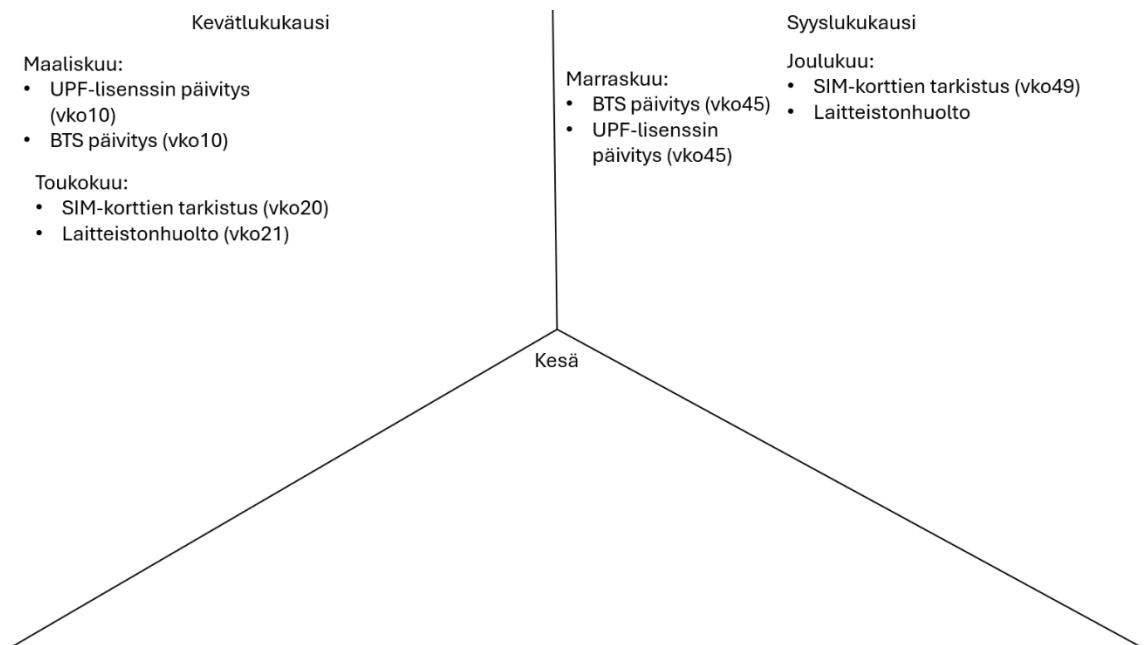 Kevätlukukausi
Maaliskuu:
• UPF-lisenssin päivitys
(vko10)
• BTS päivitys (vko10)
Toukokuu:
• SIM-korttien tarkistus (vko20)
• Laitteistonhuolto (vko21)
Syyslukukausi
Marraskuu:
• BTS päivitys (vko45)
• UPF-lisenssin
päivitys (vko45)
Joulukuu:
• SIM-korttien tarkistus (vko49)
• Laitteistonhuolto
Kesä